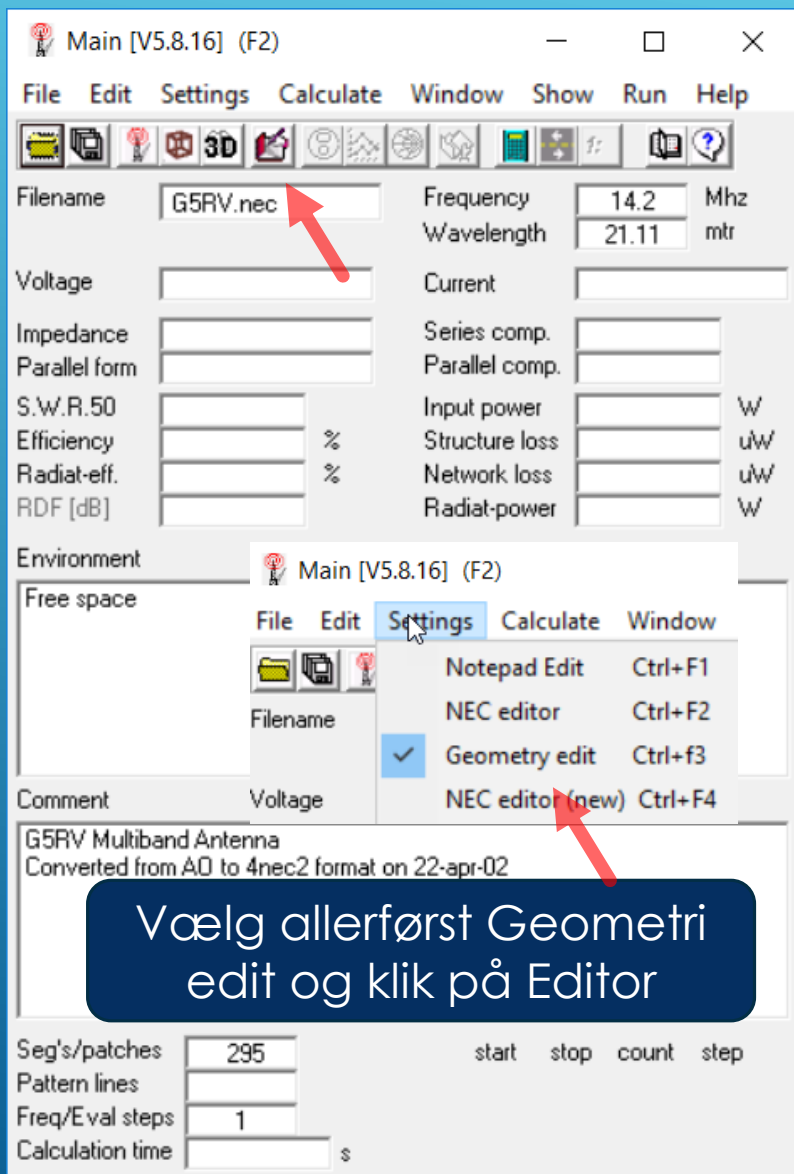 Main [V5.8.16] (F2)
File Edit Settings Calculate Window Show Run Help
3D
Filename G5RV.nec Frequency 14.2 Mhz
Wavelength 21.11 mtr
Voltage Current
Impedance Series comp.
Parallel form Parallel comp.
S.W.R.50 Input power W
Efficiency % Structure loss uW
Radiat-eff. % Network loss uW
RDF [dB] Radiat-power W
Environment
Free space
Main [V5.8.16] (F2)
File Edit Settings Calculate Window
Notepad Edit Ctrl+F1
Filename NEC editor Ctrl+F2
Geometry edit Ctrl+f3
Voltage NEC editor (new) Ctrl+F4
Comment
G5RV Multiband Antenna
Converted from AO to 4nec2 format on 22-apr-02
Vælg allerførst Geometri
edit og klik på Editor
Seg's/patches 295 start stop count step
Pattern lines
Freq/Eval steps 1
Calculation time s